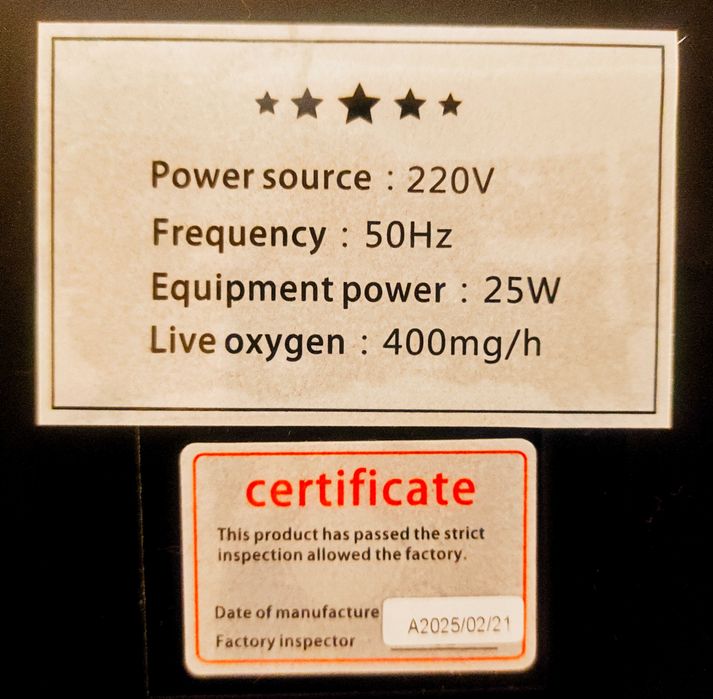 Power source : 220V
Frequency : 50Hz
Equipment power : 25W
Live oxygen : 400mg/h
certificate
This product has passed the strict
inspection allowed the factory.
Date of manufacture A2025/02/21
Factory inspector